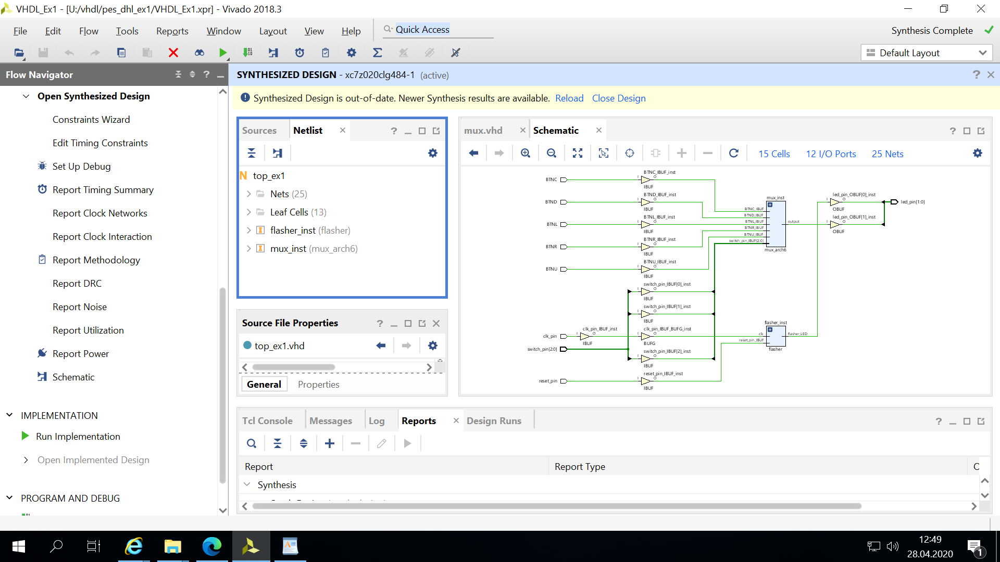 VHDL_Ex1 - [U:/vhdl/pes_dhl_ex1/VHDL_Ex1.xpr] - Vivado 2018.3
File Edit Flow Tools Reports Window Layout View Help Quick Access Synthesis Complete
Default Layout
Flow Navigator
SYNTHESIZED DESIGN - xc7z020clg484-1 (active)
Synthesized Design is out-of-date. Newer Synthesis results are available. Reload Close Design
Open Synthesized Design
Constraints Wizard
Edit Timing Constraints
Set Up Debug
Report Timing Summary
Report Clock Networks
Report Clock Interaction
Report Methodology
Report DRC
Report Noise
Report Utilization
Report Power
Schematic
IMPLEMENTATION
Run Implementation
Open Implemented Design
PROGRAM AND DEBUG
Sources Netlist
top_ex1
Nets (25)
Leaf Cells (13)
flasher_inst (flasher)
mux_inst (mux_arch6)
Source File Properties
top_ex1.vhd
General Properties
mux.vhd Schematic
15 Cells 12 I/O Ports 25 Nets
BTNC_IBUF_inst
BTNC I O
IBUF
BTND_IBUF_inst
BTND I O
IBUF
BTNL_IBUF_inst
BTNL I O
IBUF
BTNR_IBUF_inst
BTNR I O
IBUF
BTNU_IBUF_inst
BTNU I O
IBUF
switch_pin_IBUF[0]_inst
I O
IBUF
switch_pin_IBUF[1]_inst
I O
IBUF
clk_pin_IBUF_inst clk_pin_IBUF_BUFG_inst
clk_pin I O I O
IBUF BUFG
switch_pin[2:0]
switch_pin_IBUF[2]_inst
I O
IBUF
reset_pin_IBUF_inst
reset_pin I O
IBUF
mux_inst
BTNC_IBUF
BTND_IBUF
BTNL_IBUF output
BTNR_IBUF
BTNU_IBUF
switch_pin_IBUF[2:0]
mux_arch6
flasher_inst
clk flasher_LED
reset_pin_IBUF
flasher
led_pin_OBUF[0]_inst
I O led_pin[1:0]
OBUF
led_pin_OBUF[1]_inst
I O
OBUF
Tcl Console Messages Log Reports Design Runs
Report Report Type
Synthesis
12:49
28.04.2020
1